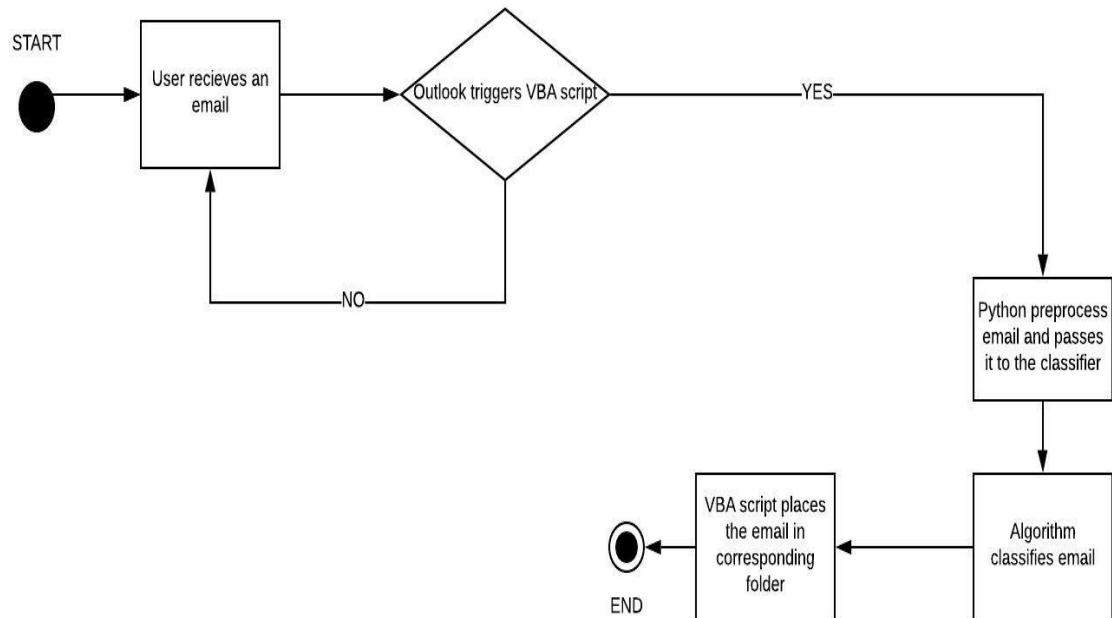 START
User recieves an
email
Outlook triggers VBA script
YES
NO
Python preprocess
email and passes
it to the classifier
Algorithm
classifies email
VBA script places
the email in
corresponding
folder
END